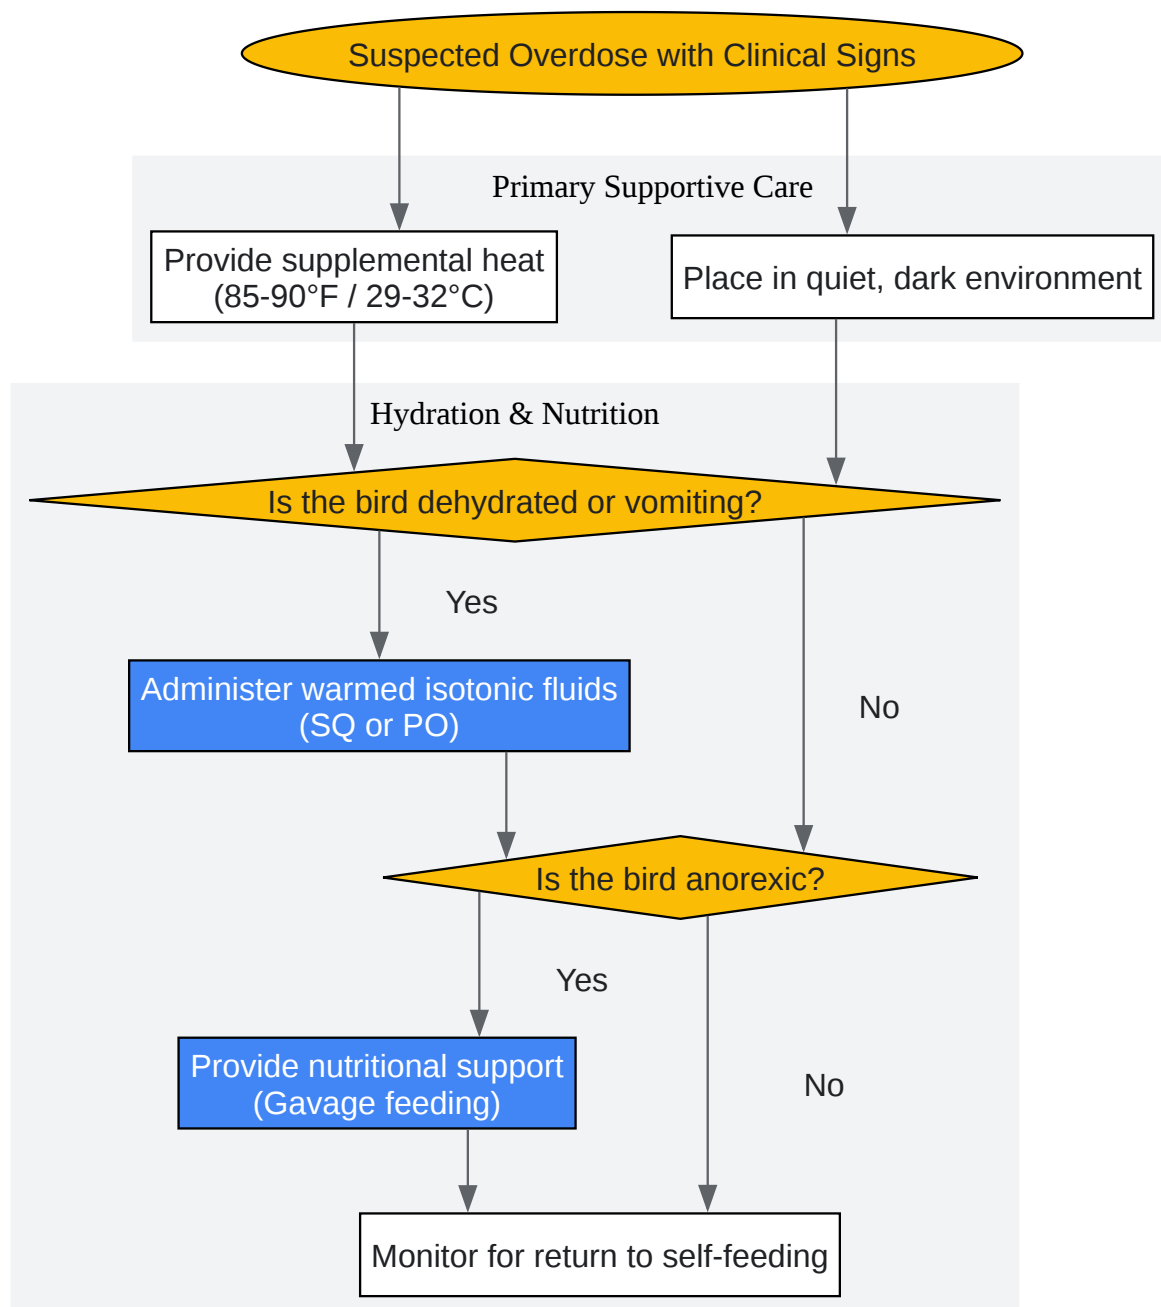 Suspected Overdose with Clinical Signs
Primary Supportive Care
Provide supplemental heat
(85-90°F / 29-32°C)
Place in quiet, dark environment
Hydration & Nutrition
Is the bird dehydrated or vomiting?
Yes
Administer warmed isotonic fluids
(SQ or PO)
No
Is the bird anorexic?
Yes
Provide nutritional support
(Gavage feeding)
No
Monitor for return to self-feeding